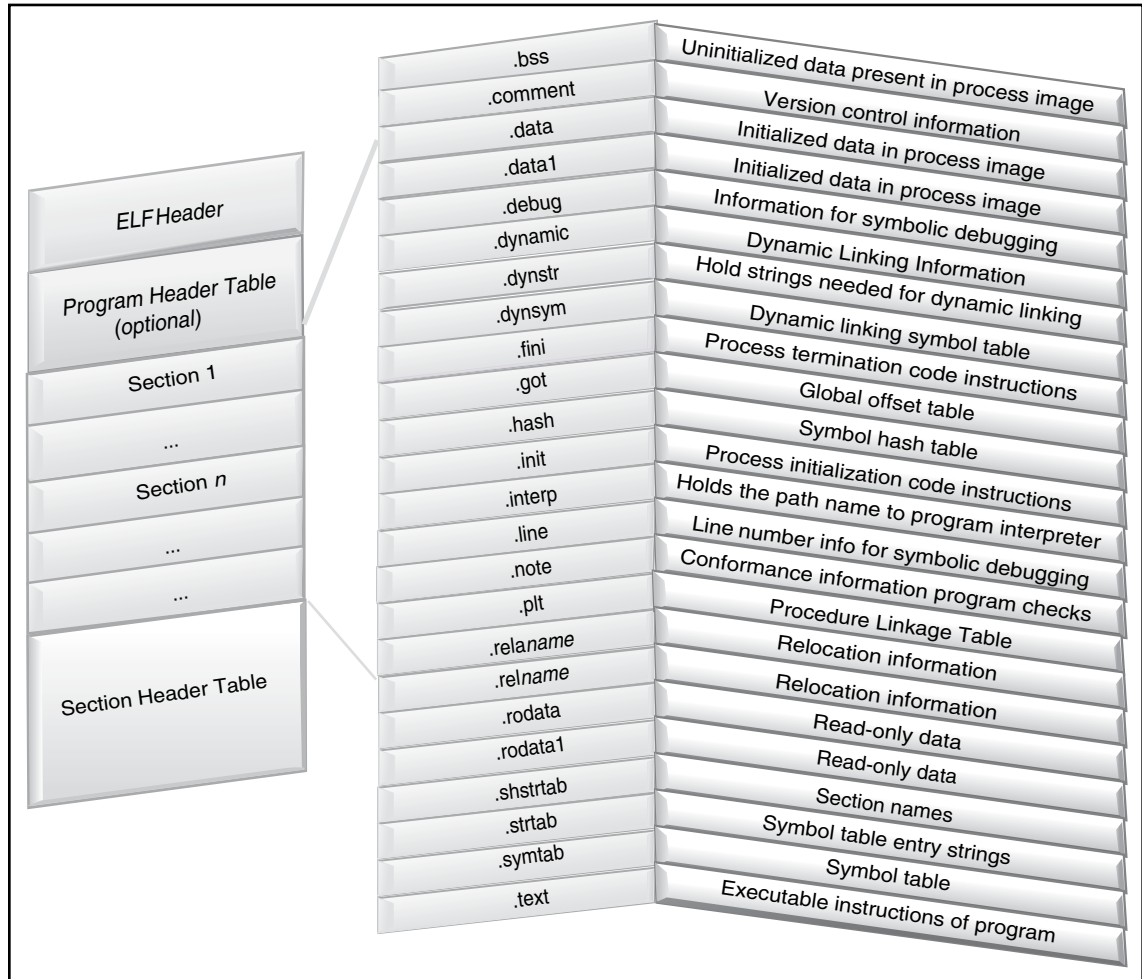 ELFHeader
Program Header Table
(optional)
Section 1
...
Section n
...
...
Section Header Table
.bss Uninitialized data present in process image
.comment Version control information
.data Initialized data in process image
.data1 Initialized data in process image
.debug Information for symbolic debugging
.dynamic Dynamic Linking Information
.dynstr Hold strings needed for dynamic linking
.dynsym Dynamic linking symbol table
.fini Process termination code instructions
.got Global offset table
.hash Symbol hash table
.init Process initialization code instructions
.interp Holds the path name to program interpreter
.line Line number info for symbolic debugging
.note Conformance information program checks
.plt Procedure Linkage Table
.relaname Relocation information
.relname Relocation information
.rodata Read-only data
.rodata1 Read-only data
.shstrtab Section names
.strtab Symbol table entry strings
.symtab Symbol table
.text Executable instructions of program